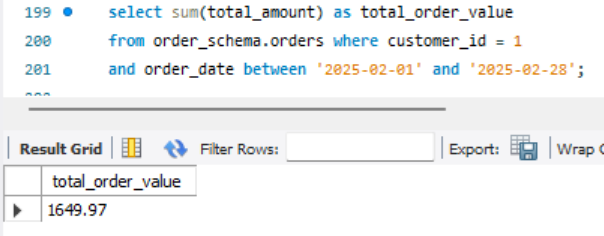 199 select sum(total_amount) as total_order_value
200 from order_schema.orders where customer_id = 1
201 and order_date between '2025-02-01' and '2025-02-28';
Result Grid Filter Rows: Export: Wrap C
total_order_value
1649.97